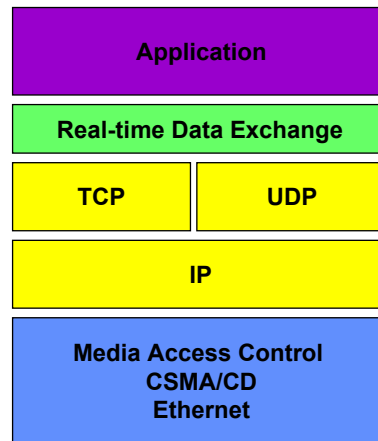 Application
Real-time Data Exchange
TCP UDP
IP
Media Access Control
CSMA/CD
Ethernet